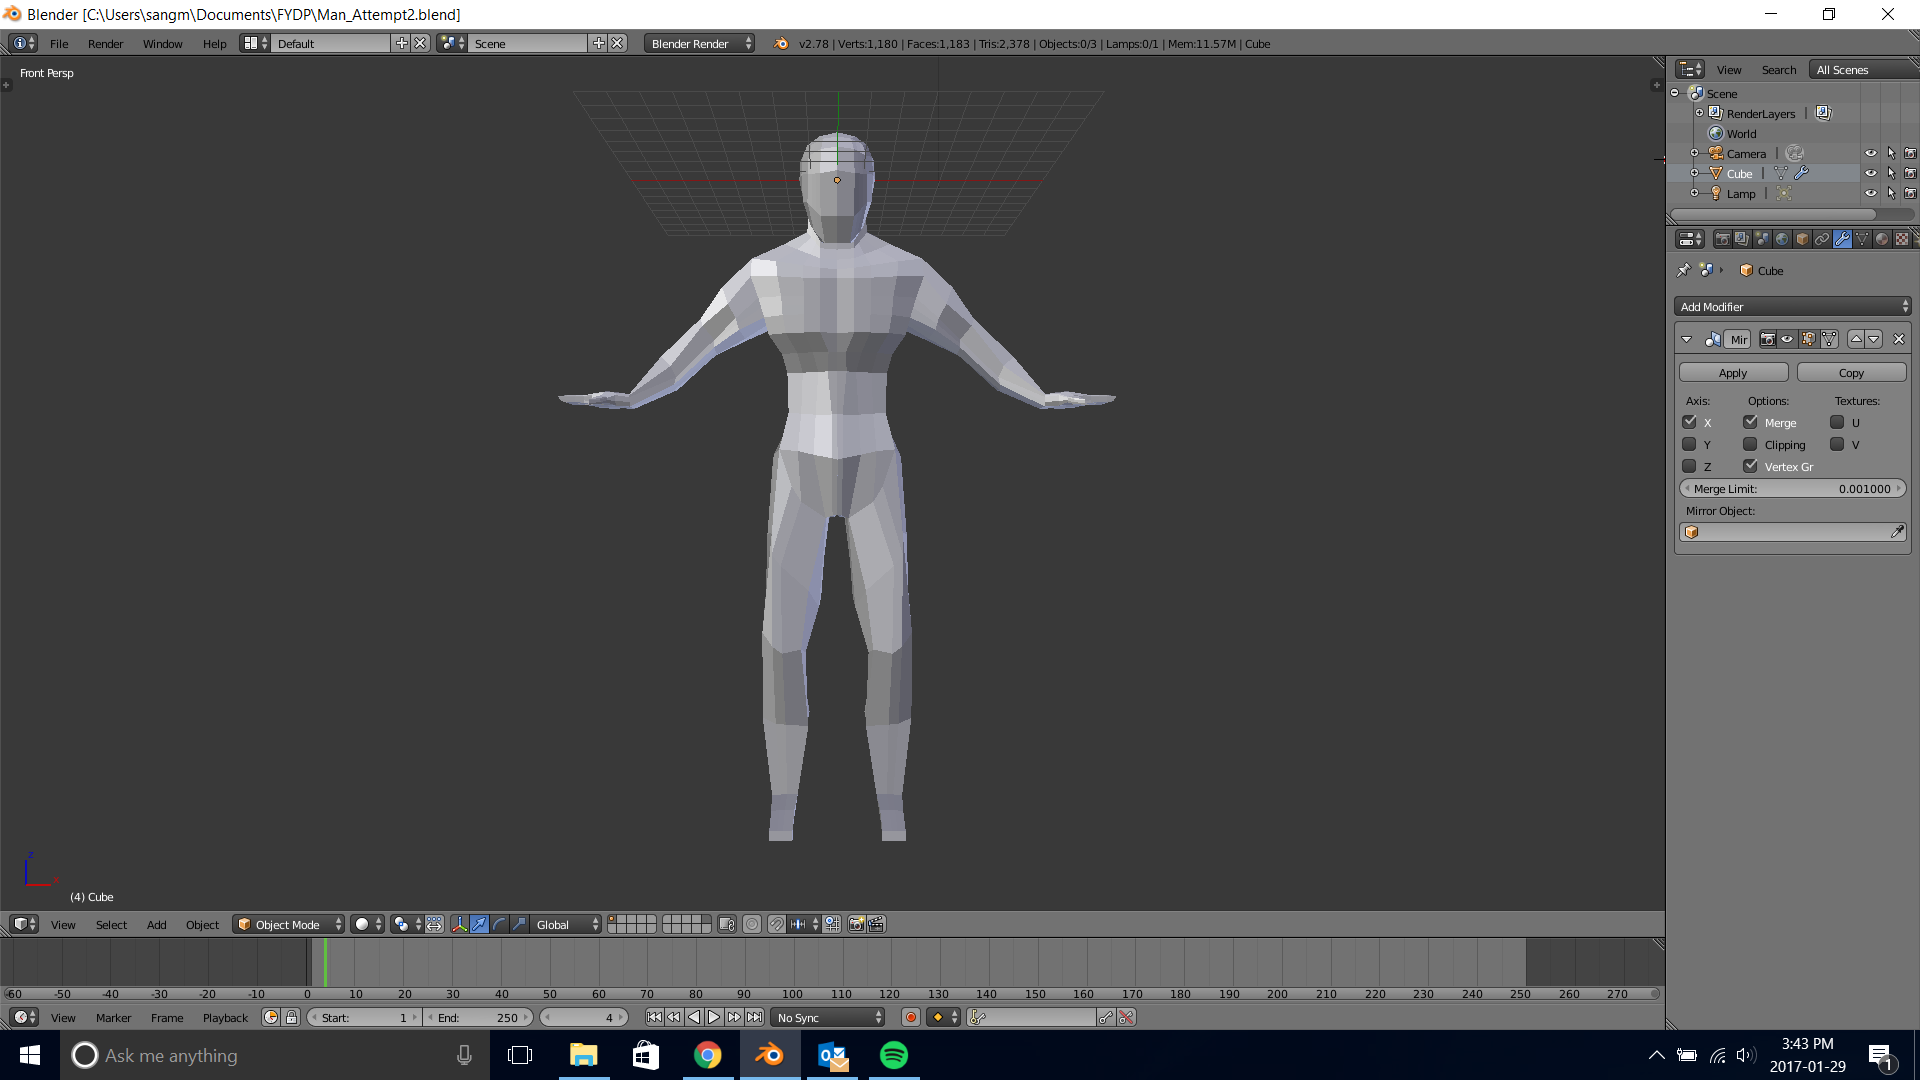 Blender [C:\Users\sangm\Documents\FYDP\Man_Attempt2.blend]
File Render Window Help Default Scene Blender Render v2.78 | Verts:1,180 | Faces:1,183 | Tris:2,378 | Objects:0/3 | Lamps:0/1 | Mem:11.57M | Cube
Front Persp
View Search All Scenes
Scene
RenderLayers
World
Camera
Cube
Lamp
Cube
Add Modifier
Mir
Apply Copy
Axis: Options: Textures:
X Merge U
Y Clipping V
Z Vertex Gr
Merge Limit: 0.001000
Mirror Object:
z
x
(4) Cube
View Select Add Object Object Mode Global
-60 -50 -40 -30 -20 -10 0 10 20 30 40 50 60 70 80 90 100 110 120 130 140 150 160 170 180 190 200 210 220 230 240 250 260 270
View Marker Frame Playback Start: 1 End: 250 4 No Sync
Ask me anything
3:43 PM
2017-01-29
1